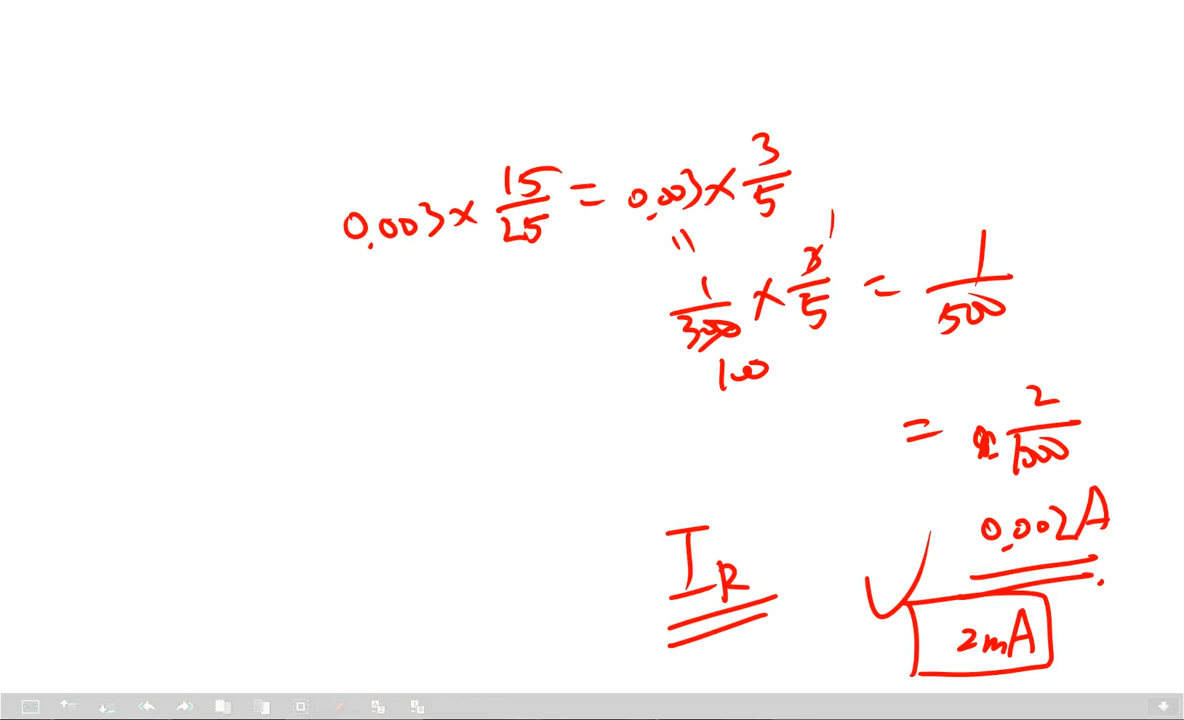 0.003 × 15/25 = 0.003 × 3/5
"
1/300 × 3/5 = 1/500
1
100
= 2/1000
0.002A
I_R
2mA